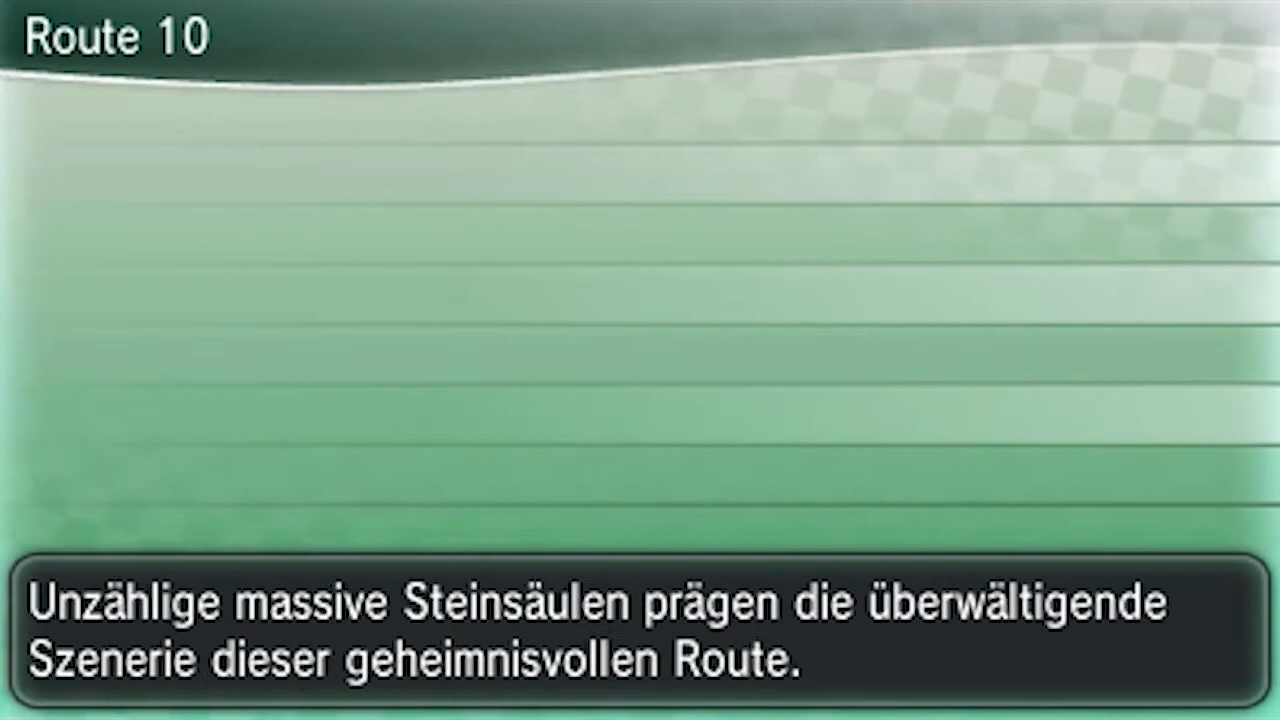 Route 10
Unzählige massive Steinsäulen prägen die überwältigende
Szenerie dieser geheimnisvollen Route.